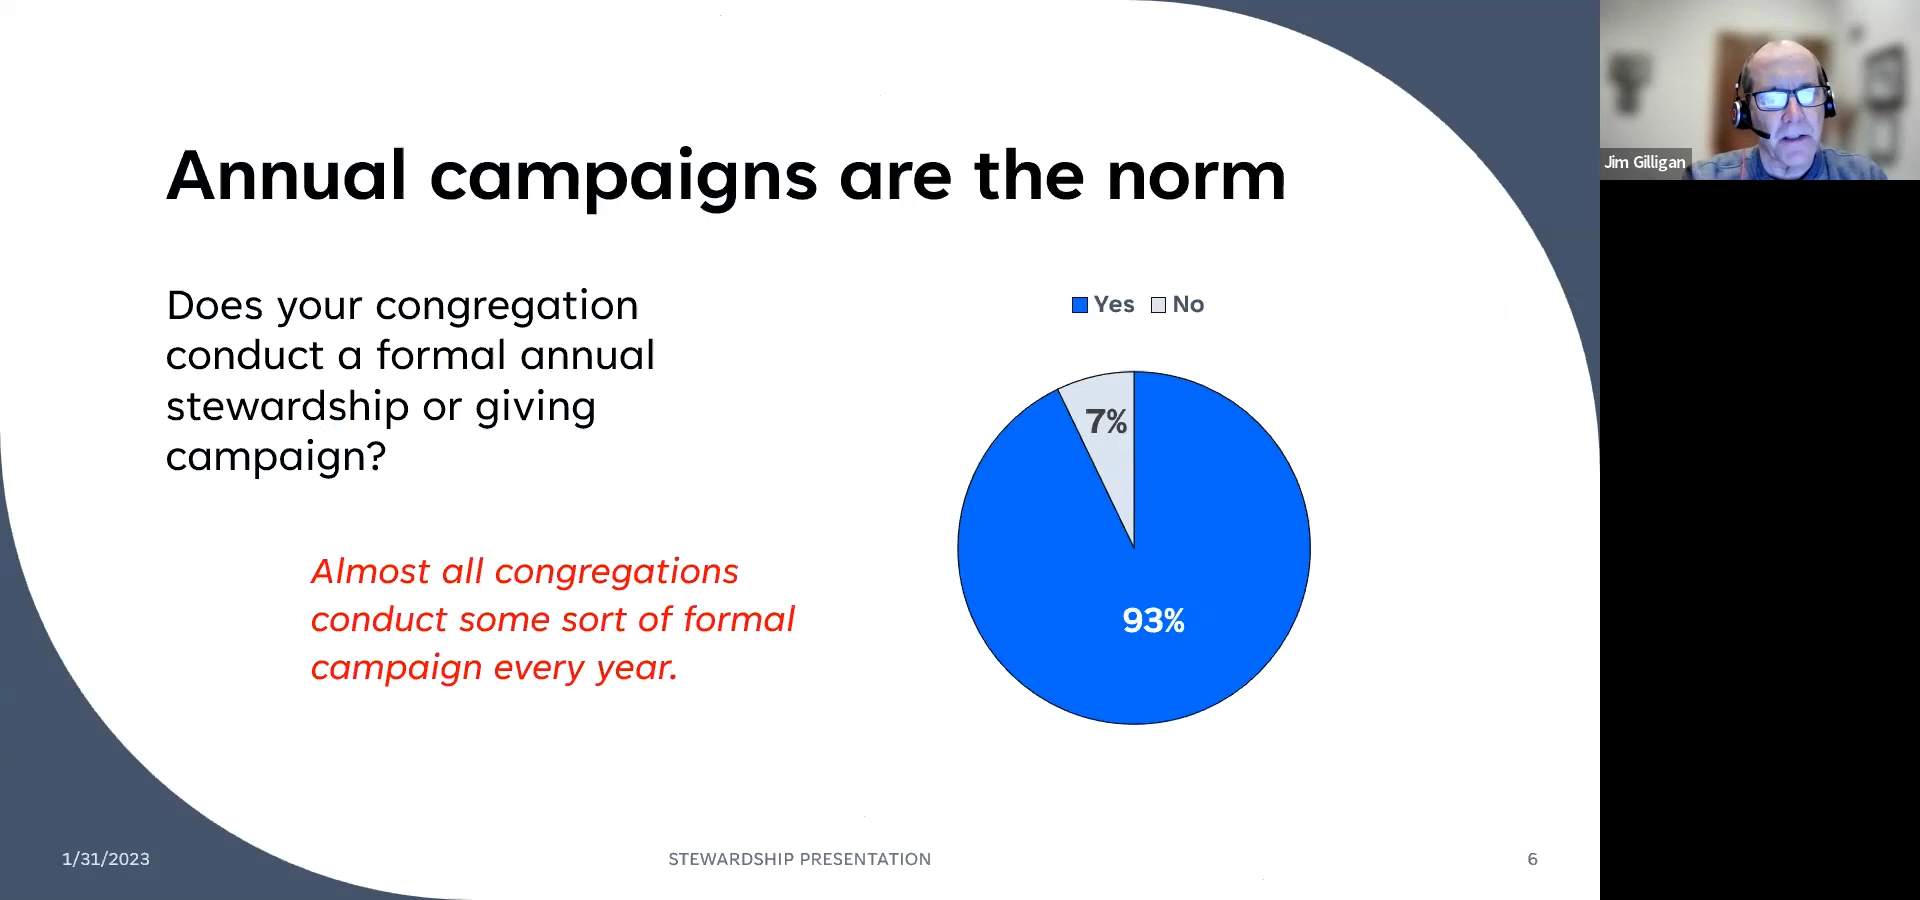 Annual campaigns are the norm
Does your congregation
conduct a formal annual
stewardship or giving
campaign?
Almost all congregations
conduct some sort of formal
campaign every year.
Yes No
7%
93%
1/31/2023
STEWARDSHIP PRESENTATION
6
Jim Gilligan